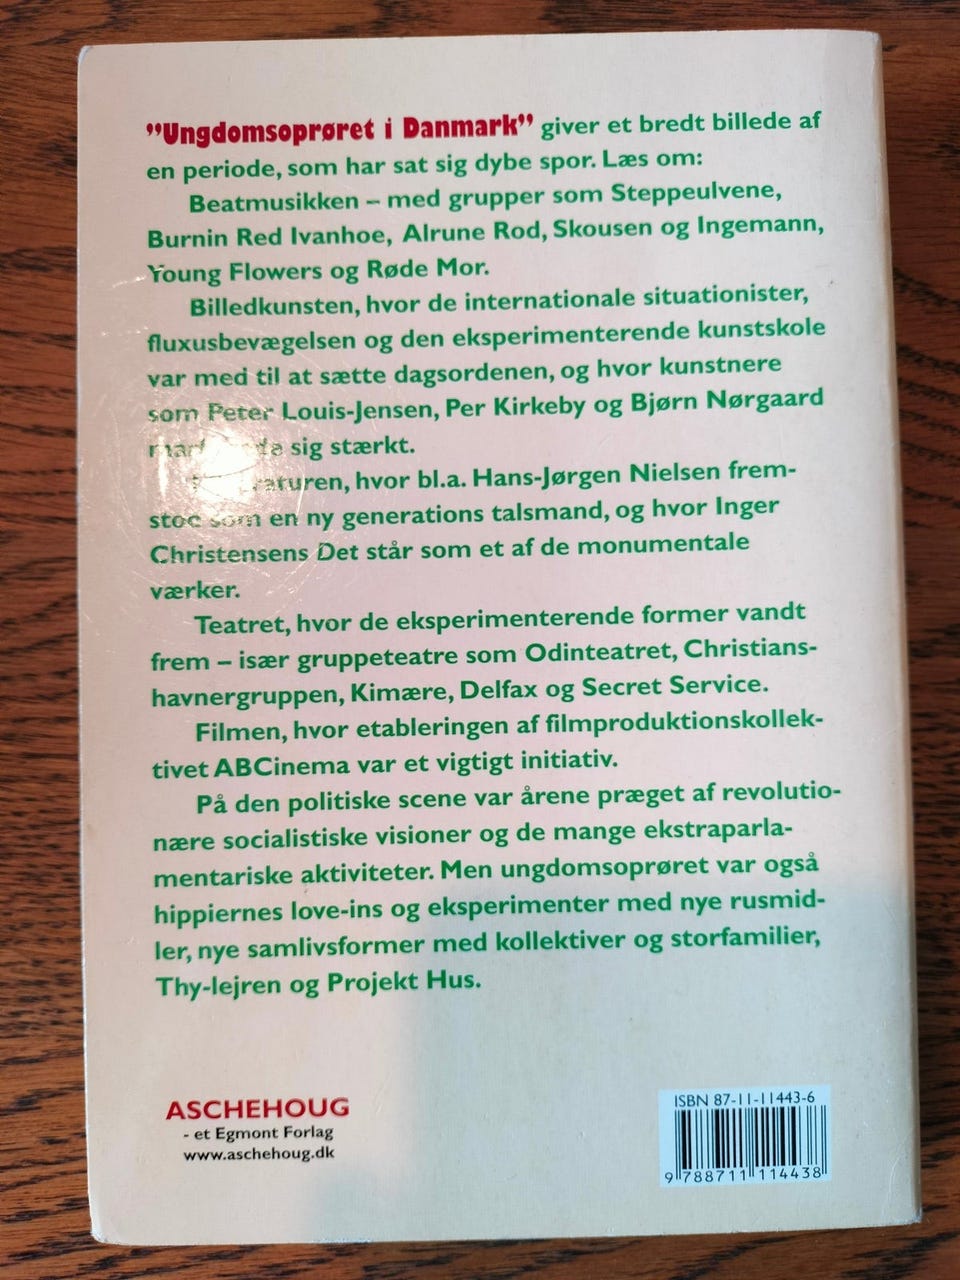 ”Ungdomsoprøret i Danmark” giver et bredt billede af
en periode, som har sat sig dybe spor. Læs om:
Beatmusikken – med grupper som Steppeulvene,
Burnin Red Ivanhoe, Alrune Rod, Skousen og Ingemann,
Young Flowers og Røde Mor.
Billedkunsten, hvor de internationale situationister,
fluxusbevægelsen og den eksperimenterende kunstskole
var med til at sætte dagsordenen, og hvor kunstnere
som Peter Louis-Jensen, Per Kirkeby og Bjørn Nørgaard
sig stærkt.
hvor bl.a. Hans-Jørgen Nielsen frem-
som en ny generations talsmand, og hvor Inger
Christensens Det står som et af de monumentale
værker.
Teatret, hvor de eksperimenterende former vandt
frem – især gruppeteatre som Odinteatret, Christians-
havnergruppen, Kimære, Delfax og Secret Service.
Filmen, hvor etableringen af filmproduktionskollek-
tivet ABCinema var et vigtigt initiativ.
På den politiske scene var årene præget af revolutio-
nære socialistiske visioner og de mange ekstraparla-
mentariske aktiviteter. Men ungdomsoprøret var også
hippiernes love-ins og eksperimenter med nye rusmid-
ler, nye samlivsformer med kollektiver og storfamilier,
Thy-lejren og Projekt Hus.
ASCHEHOUG
- et Egmont Forlag
www.aschehoug.dk
ISBN 87-11-11443-6
9 788711 114438